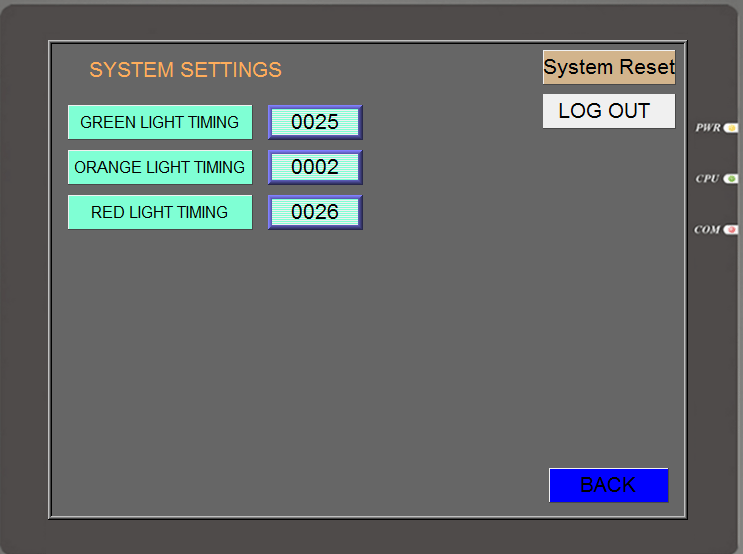 SYSTEM SETTINGS
System Reset
LOG OUT
GREEN LIGHT TIMING 0025
ORANGE LIGHT TIMING 0002
RED LIGHT TIMING 0026
PWR
CPU
COM
BACK